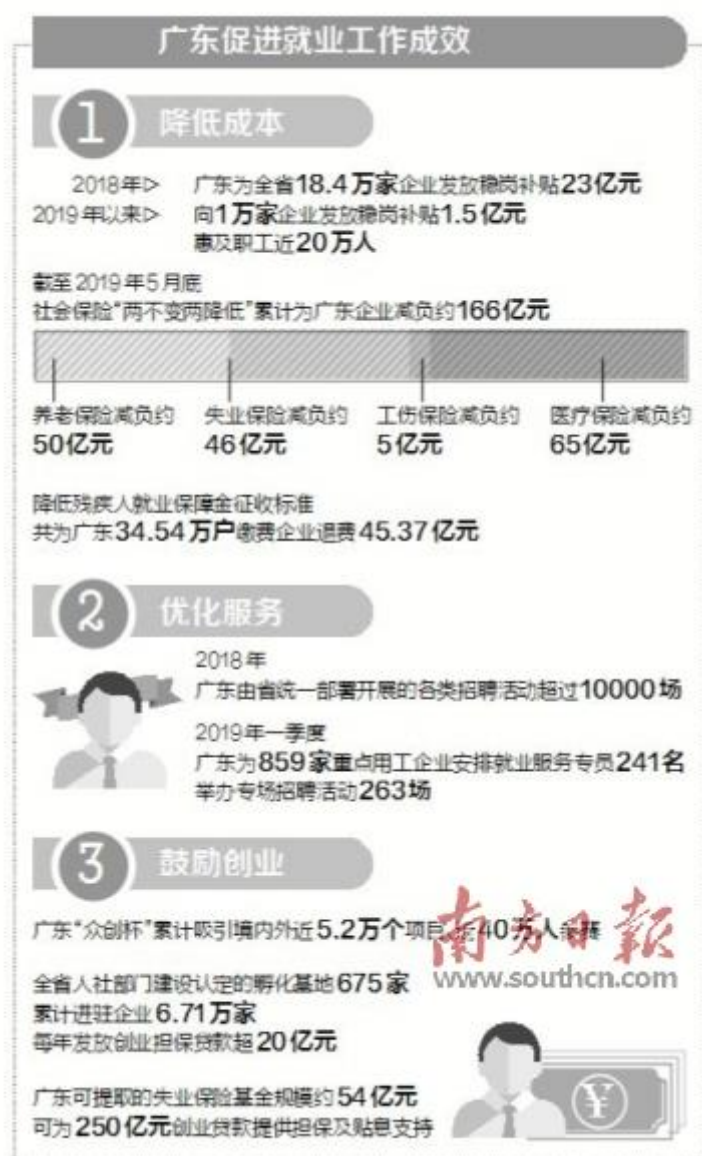 广东促进就业工作成效
1 降低成本
2018年▷ 广东为全省18.4万家企业发放稳岗补贴23亿元
2019年以来▷ 向1万家企业发放稳岗补贴1.5亿元
惠及职工近20万人
截至2019年5月底
社会保险“两不变两降低”累计为广东企业减负约166亿元
养老保险减负约 失业保险减负约 工伤保险减负约 医疗保险减负约
50亿元 46亿元 5亿元 65亿元
降低残疾人就业保障金征收标准
共为广东34.54万户缴费企业退费45.37亿元
2 优化服务
2018年
广东由省统一部署开展的各类招聘活动超过10000场
2019年一季度
广东为859家重点用工企业安排就业服务专员241名
举办专场招聘活动263场
3 鼓励创业
广东“众创杯”累计吸引境内外近5.2万个项目 40万人参赛
南方日报
www.southcn.com
全省人社部门建设认定的孵化基地675家
累计进驻企业6.71万家
每年发放创业担保贷款超20亿元
广东可提取的失业保险基金规模约54亿元
可为250亿元创业贷款提供担保及贴息支持
¥